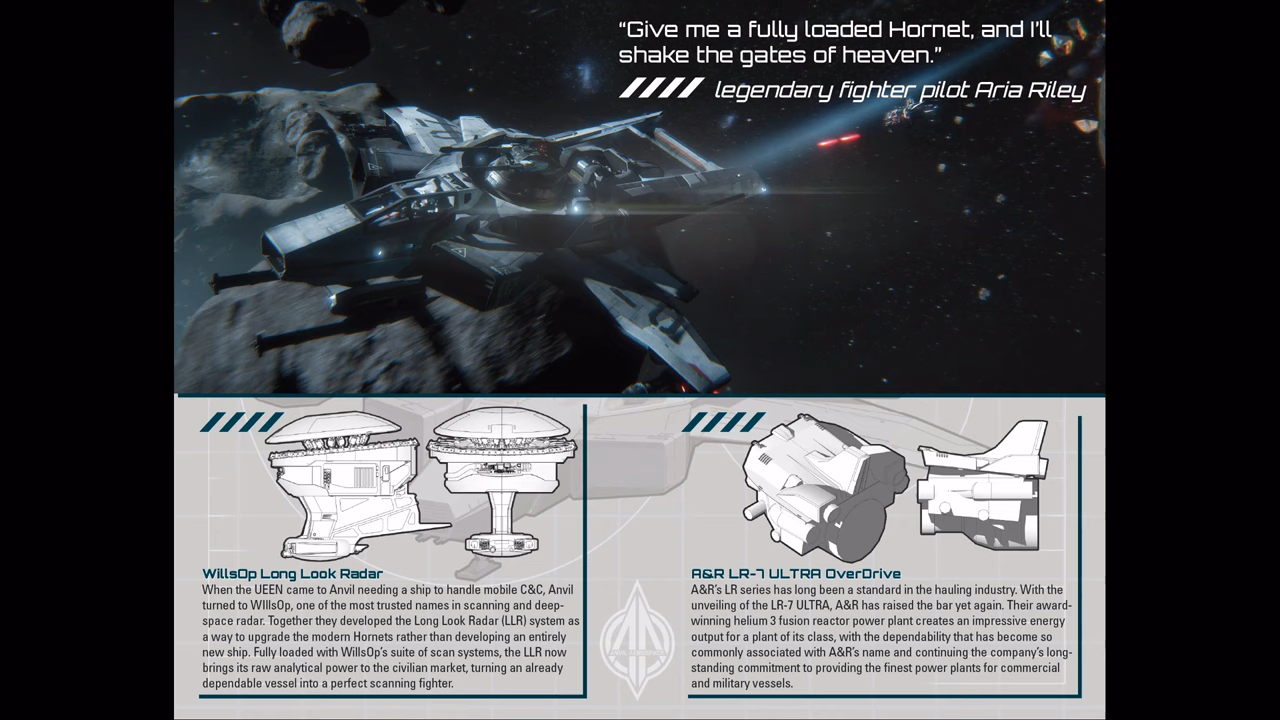 “Give me a fully loaded Hornet, and I’ll
shake the gates of heaven.”
legendary fighter pilot Aria Riley
WillsOp Long Look Radar
When the UEEN came to Anvil needing a ship to handle mobile C&C, Anvil
turned to WIllsOp, one of the most trusted names in scanning and deep-
space radar. Together they developed the Long Look Radar (LLR) system as
a way to upgrade the modern Hornets rather than developing an entirely
new ship. Fully loaded with WillsOp’s suite of scan systems, the LLR now
brings its raw analytical power to the civilian market, turning an already
dependable vessel into a perfect scanning fighter.
A&R LR-7 ULTRA OverDrive
A&R’s LR series has long been a standard in the hauling industry. With the
unveiling of the LR-7 ULTRA, A&R has raised the bar yet again. Their award-
winning helium 3 fusion reactor power plant creates an impressive energy
output for a plant of its class, with the dependability that has become so
commonly associated with A&R’s name and continuing the company’s long-
standing commitment to providing the finest power plants for commercial
and military vessels.